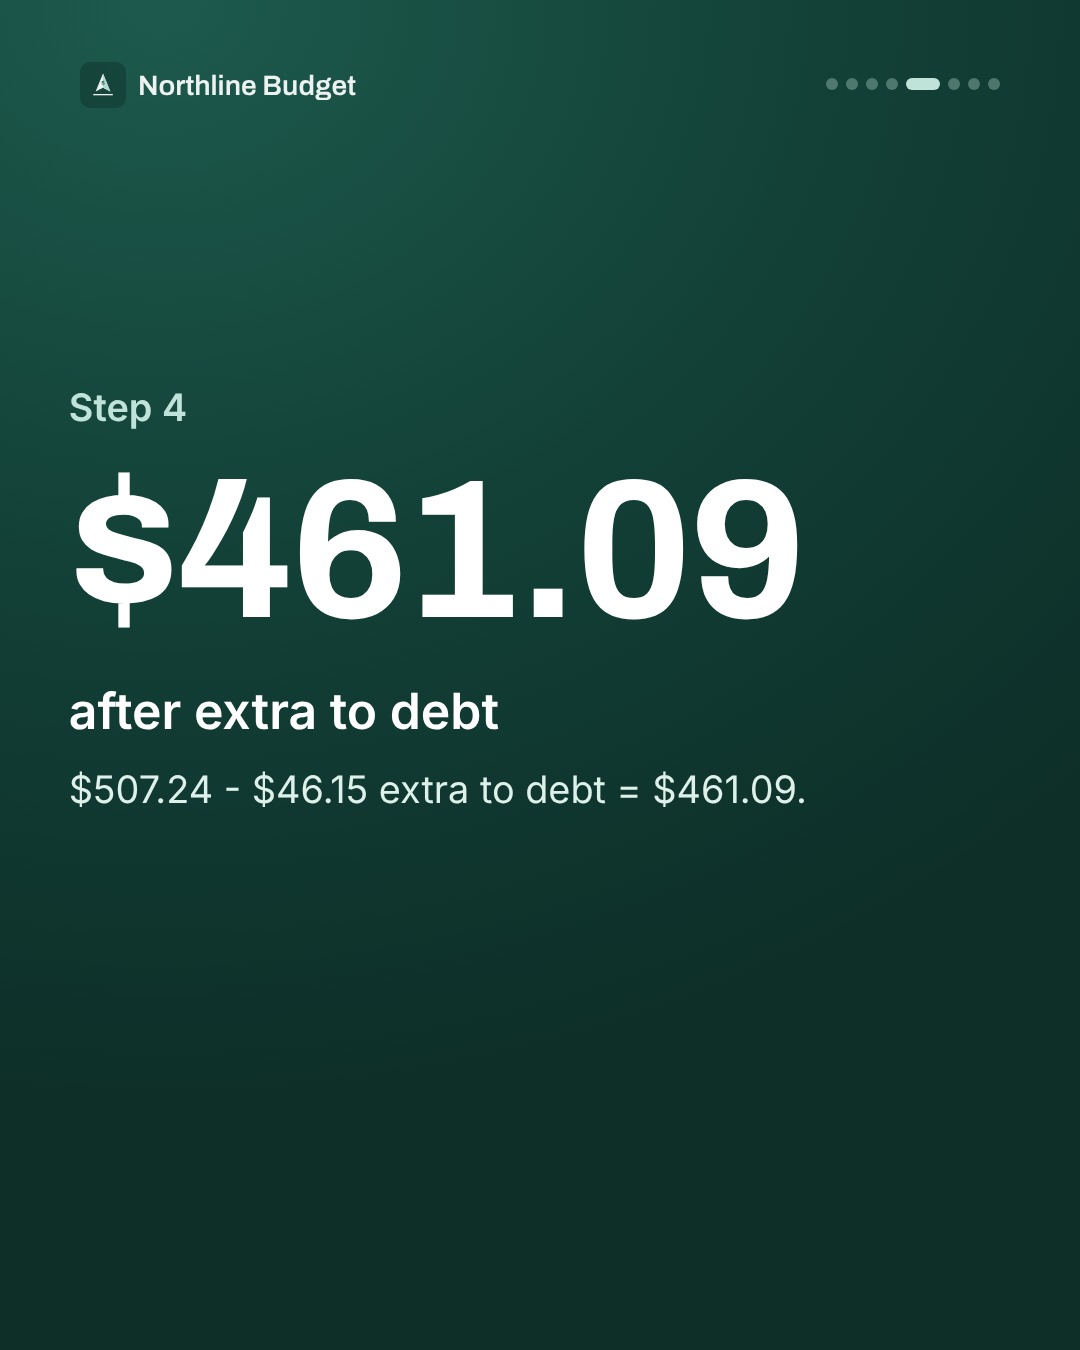 Northline Budget
Step 4
$461.09
after extra to debt
$507.24 - $46.15 extra to debt = $461.09.